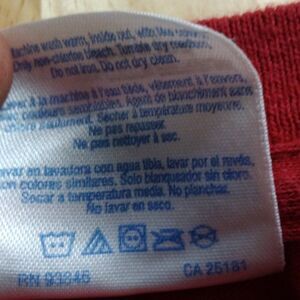 Machine wash warm, inside out, with like colors.
Only non-chlorine bleach. Tumble dry medium.
Do not iron. Do not dry clean.
Laver à la machine à l'eau tiède, vêtement à l'envers,
avec couleurs semblables. Agent de blanchiment sans
chlore seulement. Sécher à température moyenne.
Ne pas repasser.
Ne pas nettoyer à sec.
Lavar en lavadora con agua tibia, lavar por el revés,
con colores similares. Solo blanqueador sin cloro.
Secar a temperatura media. No planchar.
No lavar en seco.
RN 93846 CA 25181